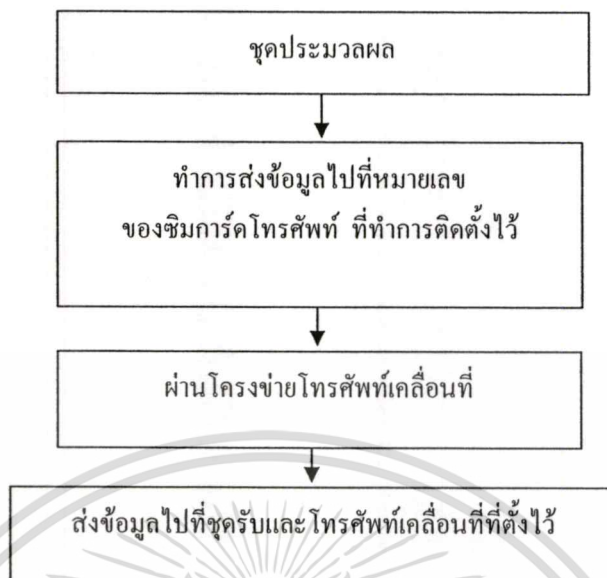 ชุดประมวลผล
ทำการส่งข้อมูลไปที่หมายเลข
ของซิมการ์ดโทรศัพท์ ที่ทำการติดตั้งไว้
ผ่านโครงข่ายโทรศัพท์เคลื่อนที่
ส่งข้อมูลไปที่ชุดรับและโทรศัพท์เคลื่อนที่ที่ตั้งไว้